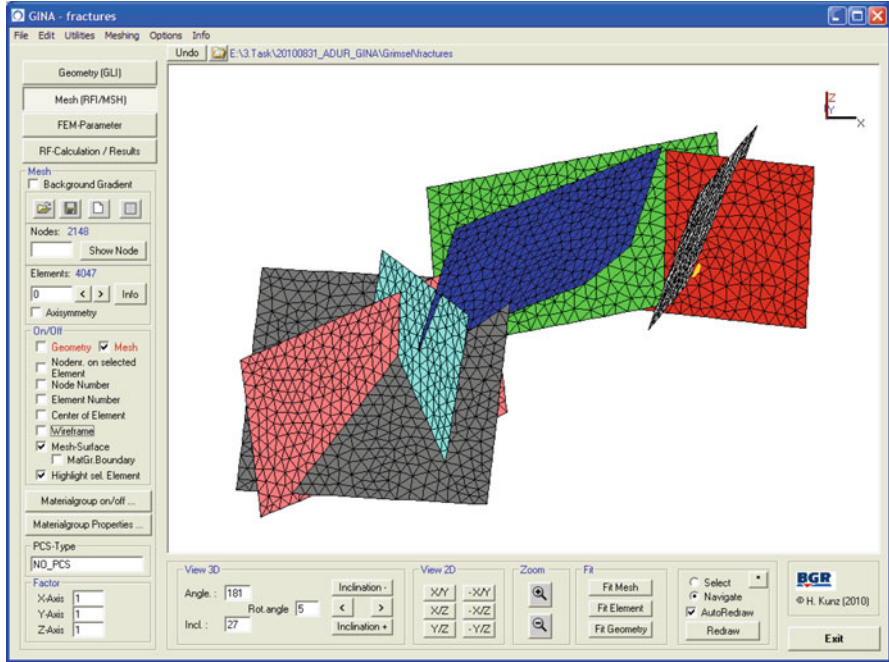 GINA - fractures
File Edit Utilities Meshing Options Info
Undo E:\3.Task\20100831_ADUR_GINA\Grimsel\fractures
Geometry (GLI)
Mesh (RFI/MSH)
FEM-Parameter
RF-Calculation / Results
Mesh
Background Gradient
Nodes: 2148
Show Node
Elements: 4047
0 < > Info
Axisymmetry
On/Off
Geometry Mesh
Nodenr. on selected
Element
Node Number
Element Number
Center of Element
Wireframe
Mesh-Surface
MatGr.Boundary
Highlight sel. Element
Materialgroup on/off ...
Materialgroup Properties ...
PCS-Type
NO_PCS
Factor
X-Axis 1
Y-Axis 1
Z-Axis 1
Z
Y
X
View 3D
Angle. : 181
Incl. : 27
Rot.angle 5
Inclination -
< >
Inclination +
View 2D
X/Y -X/Y
X/Z -X/Z
Y/Z -Y/Z
Zoom
Fit
Fit Mesh
Fit Element
Fit Geometry
Select *
Navigate
AutoRedraw
Redraw
BGR
© H. Kunz (2010)
Exit